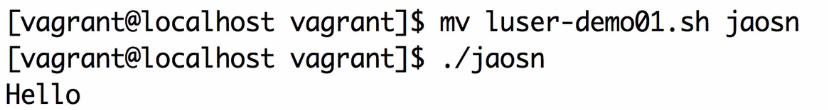 [vagrant@localhost vagrant]$ mv luser-demo01.sh jaosn
[vagrant@localhost vagrant]$ ./jaosn
Hello